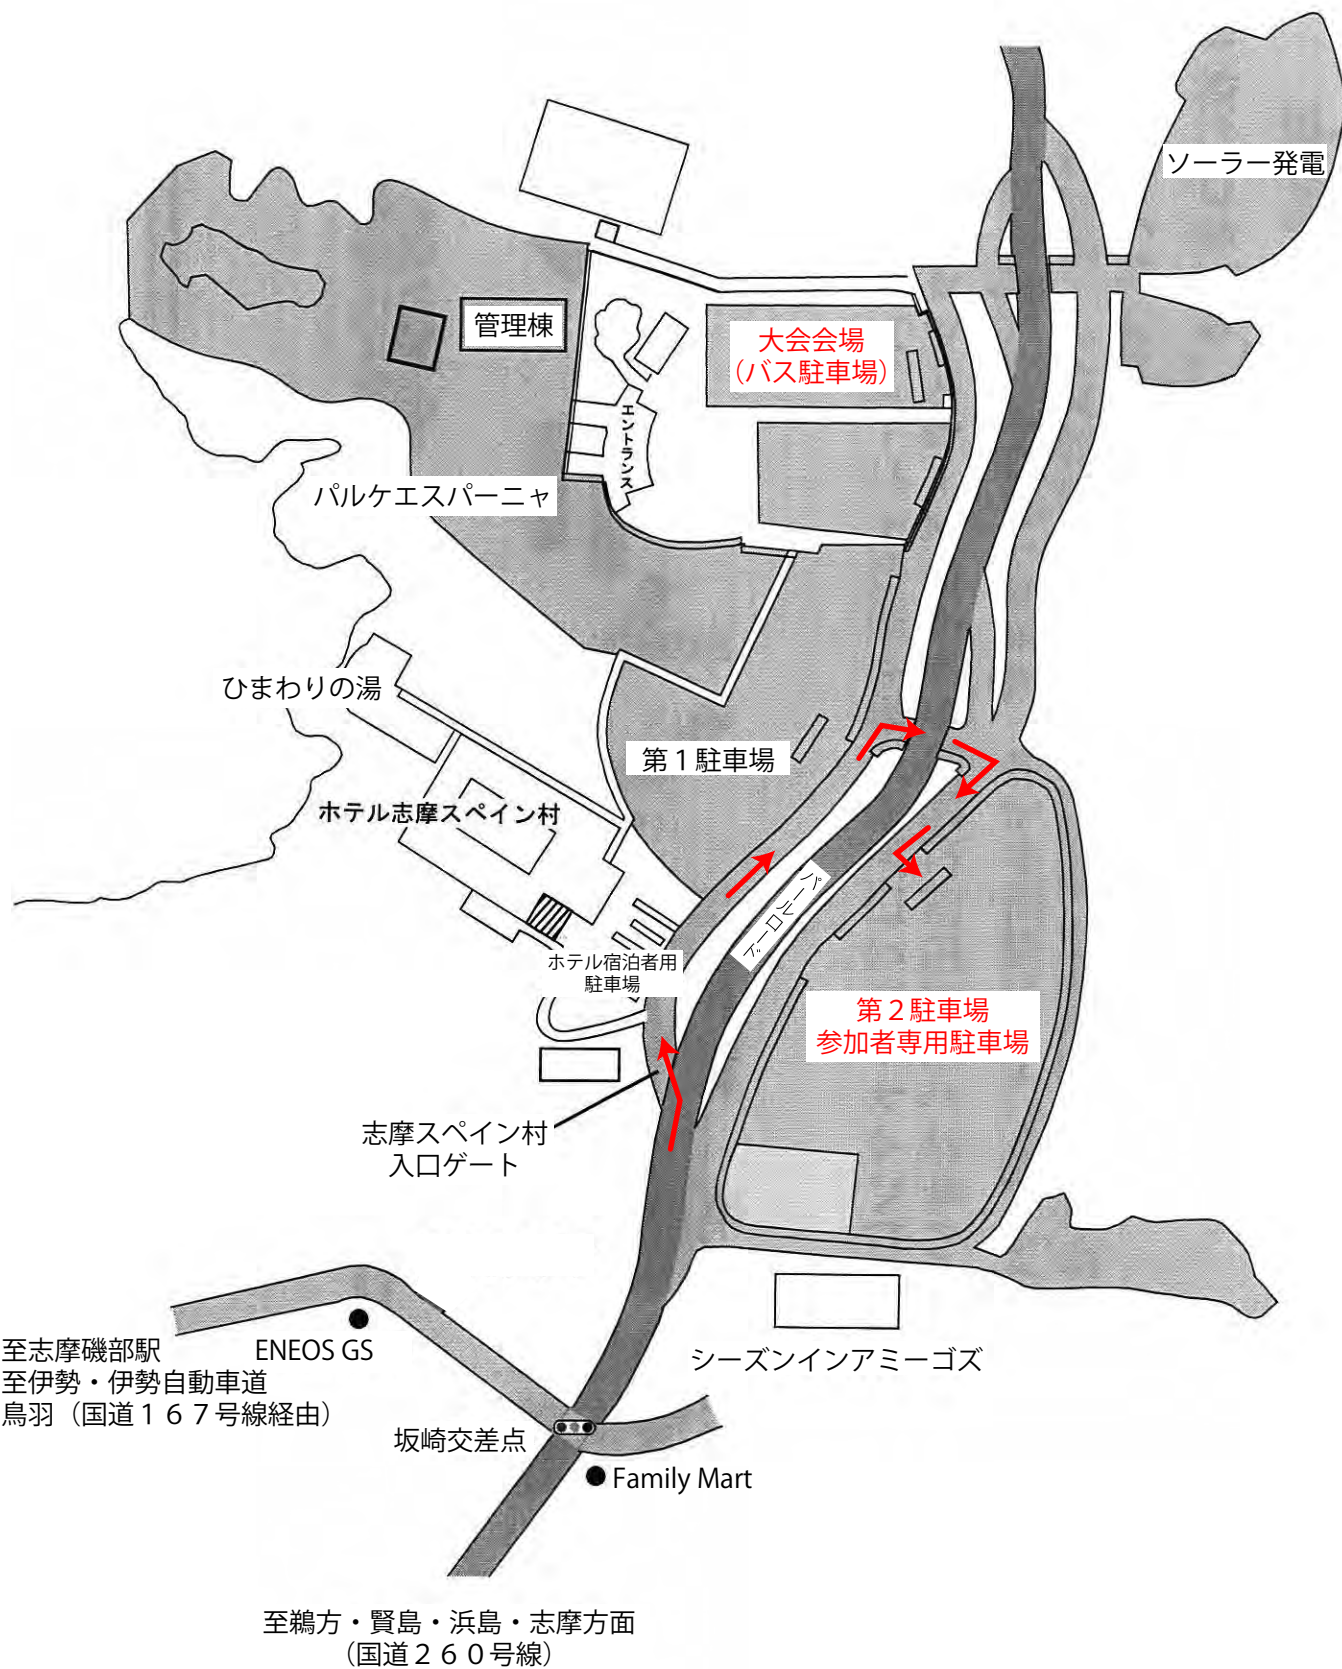 ソーラー発電
管理棟
大会会場
（バス駐車場）
エントランス
パルケエスパーニャ
ひまわりの湯
第１駐車場
ホテル志摩スペイン村
パールロード
ホテル宿泊者用
駐車場
第２駐車場
参加者専用駐車場
志摩スペイン村
入口ゲート
至志摩磯部駅
至伊勢・伊勢自動車道
鳥羽（国道１６７号線経由）
ENEOS GS
シーズンインアミーゴズ
坂崎交差点
Family Mart
至鵜方・賢島・浜島・志摩方面
（国道２６０号線）